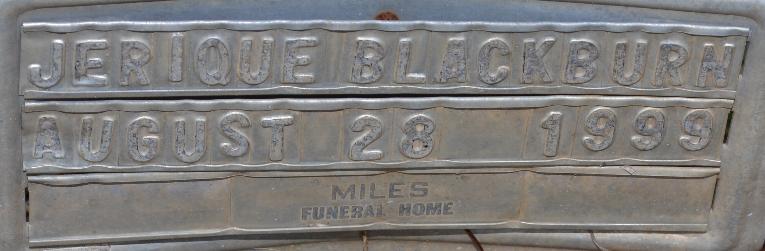 JERIQUE BLACKBURN
AUGUST 28 1999
MILES
FUNERAL HOME